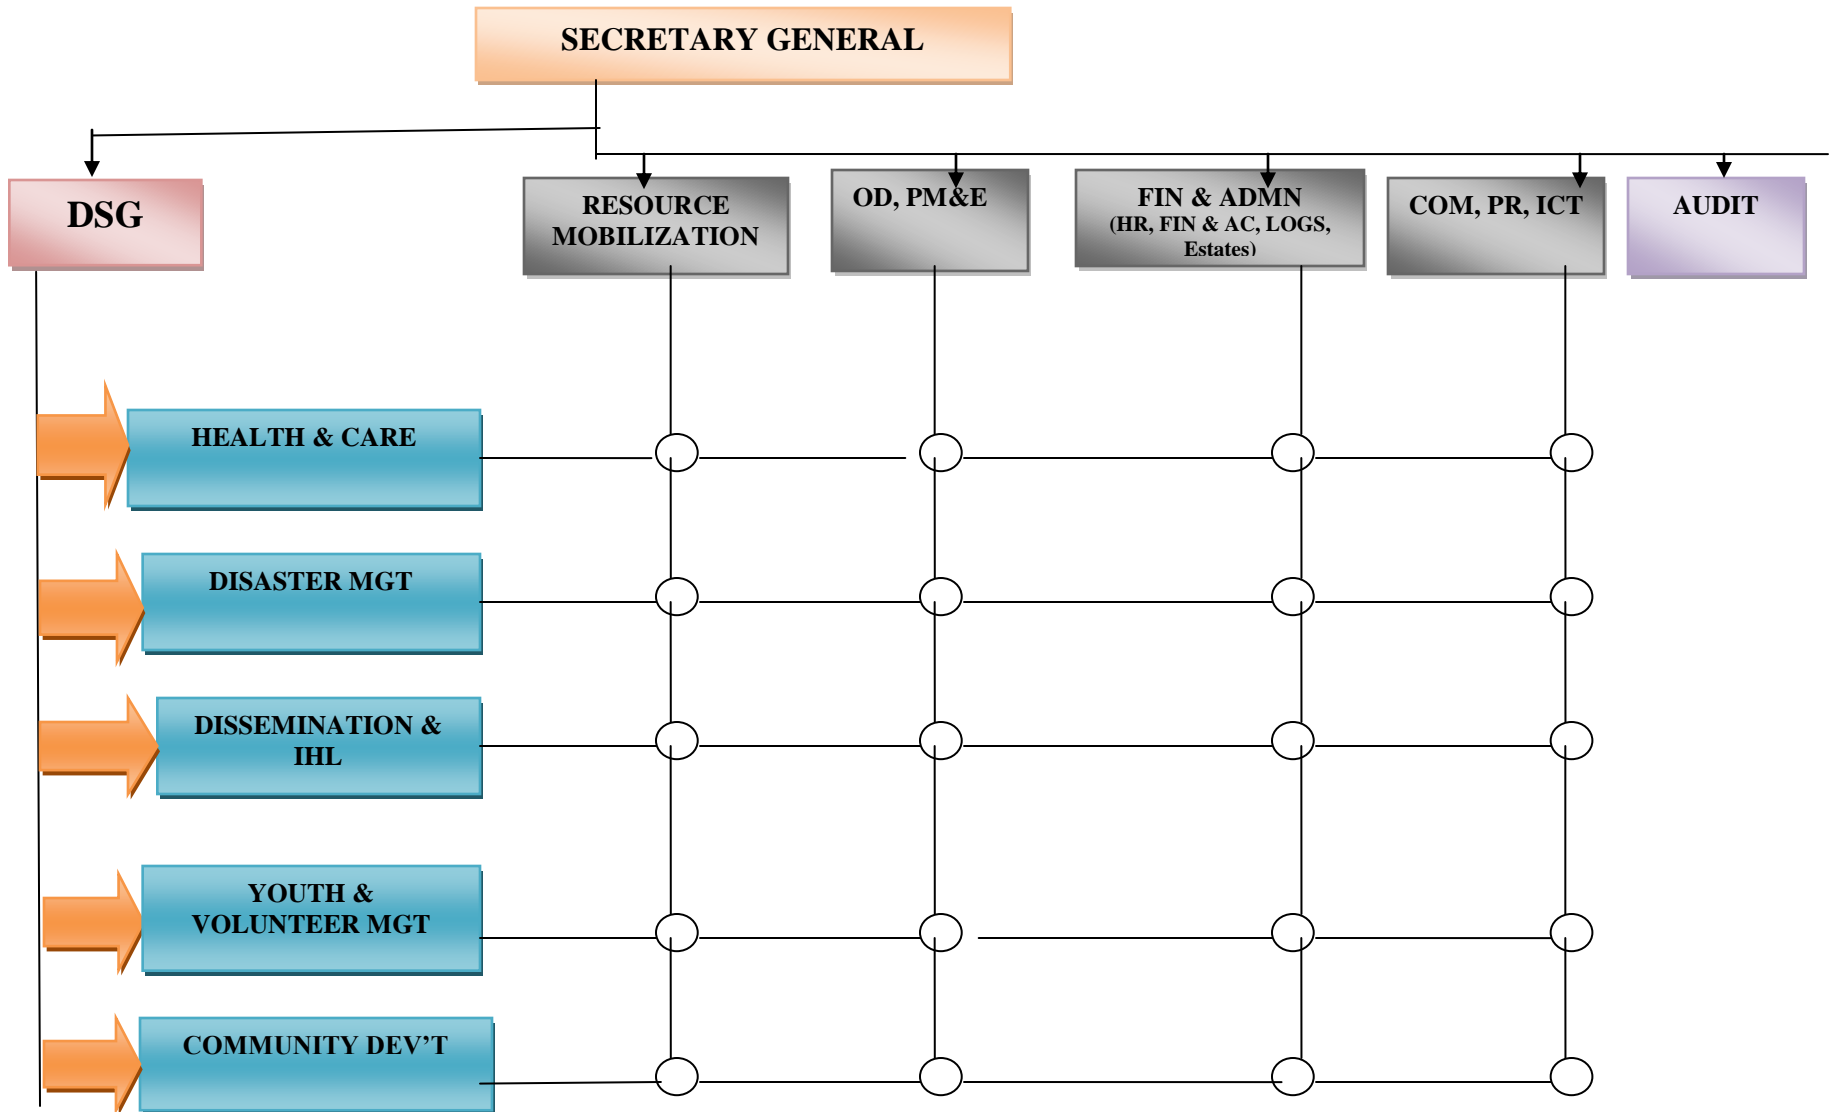 SECRETARY GENERAL
DSG
RESOURCE
MOBILIZATION
OD, PM&E
FIN & ADMN
(HR, FIN & AC, LOGS,
Estates)
COM, PR, ICT
AUDIT
HEALTH & CARE
DISASTER MGT
DISSEMINATION &
IHL
YOUTH &
VOLUNTEER MGT
COMMUNITY DEV’T